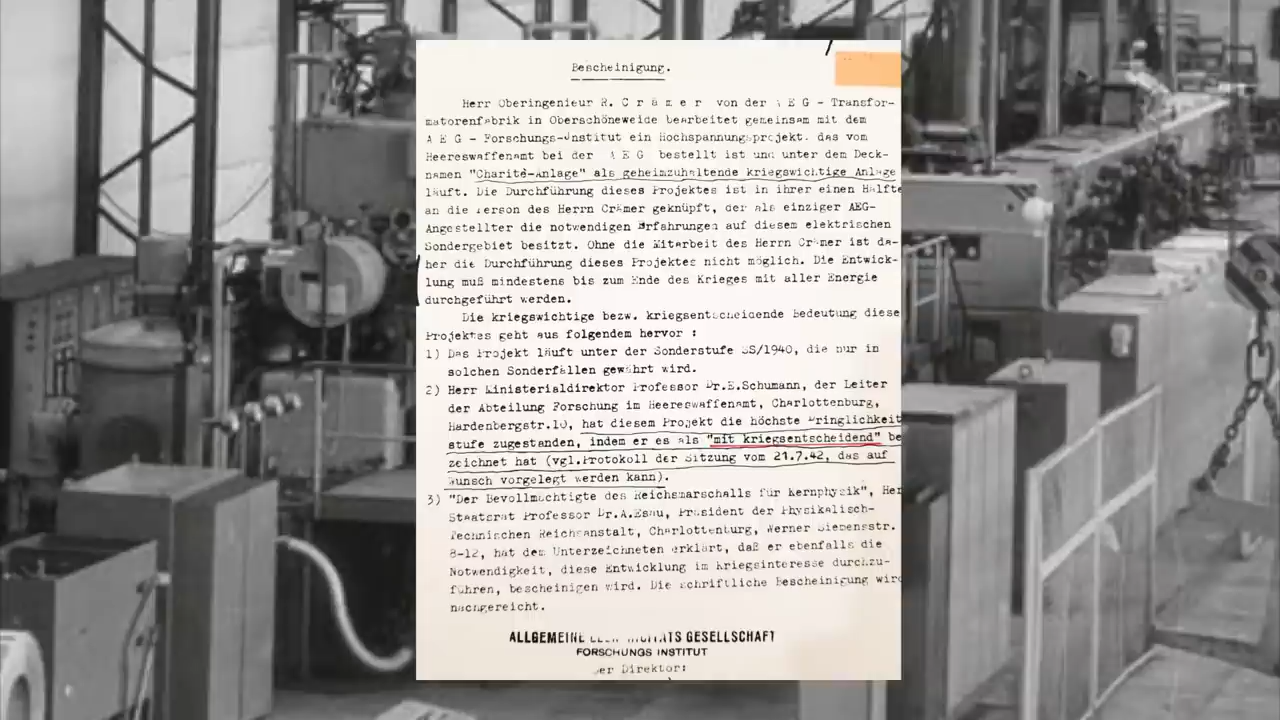 Bescheinigung.
Herr Oberingenieur R. C r ä m e r von der A E G - Transfor-
matorenfabrik in Oberschöneweide bearbeitet gemeinsam mit dem
A E G - Forschungs-Institut ein Hochspannungsprojekt, das vom
Heereswaffenamt bei der A E G bestellt ist und unter dem Deck-
namen "Charité-Anlage" als geheimzuhaltende kriegswichtige Anlage
läuft. Die Durchführung dieses Projektes ist in ihrer einen Hälfte
an die Person des Herrn Crämer geknüpft, der als einziger AEG-
Angestellter die notwendigen Erfahrungen auf diesem elektrischen
Sondergebiet besitzt. Ohne die Mitarbeit des Herrn Crämer ist da-
her die Durchführung dieses Projektes nicht möglich. Die Entwick-
lung muß mindestens bis zum Ende des Krieges mit aller Energie
durchgeführt werden.
Die kriegswichtige bezw. kriegsentscheidende Bedeutung diese
Projektes geht aus folgendem hervor :
1) Das Projekt läuft unter der Sonderstufe SS/1940, die nur in
solchen Sonderfällen gewährt wird.
2) Herr Ministerialdirektor Professor Dr.E.Schumann, der Leiter
der Abteilung Forschung im Heereswaffenamt, Charlottenburg,
Hardenbergstr.10, hat diesem Projekt die höchste Dringlichkeit
stufe zugestanden, indem er es als "mit kriegsentscheidend" be
zeichnet hat (vgl.Protokoll der Sitzung vom 21.7.42, das auf
Wunsch vorgelegt werden kann).
3) "Der Bevollmächtigte des Reichsmarschalls für Kernphysik", Her
Staatsrat Professor Dr.A.Esau, Präsident der Physikalisch-
Technischen Reichsanstalt, Charlottenburg, Werner Siemensstr.
8-12, hat dem Unterzeichneten erklärt, daß er ebenfalls die
Notwendigkeit, diese Entwicklung im Kriegsinteresse durchzu-
führen, bescheinigen wird. Die schriftliche Bescheinigung wird
nachgereicht.
ALLGEMEINE ELEKTRICITÄTS GESELLSCHAFT
FORSCHUNGS INSTITUT
Der Direktor: